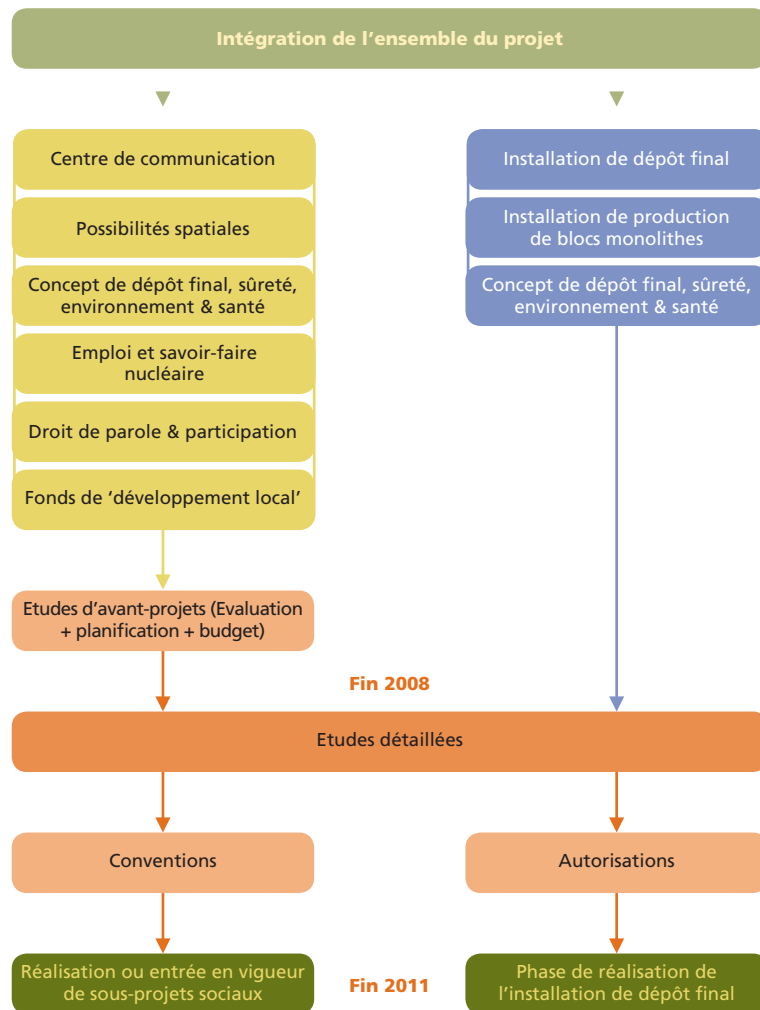 Intégration de l'ensemble du projet
Centre de communication
Possibilités spatiales
Concept de dépôt final, sûreté,
environnement & santé
Emploi et savoir-faire
nucléaire
Droit de parole & participation
Fonds de ‘développement local’
Installation de dépôt final
Installation de production
de blocs monolithes
Concept de dépôt final, sûreté,
environnement & santé
Etudes d'avant-projets (Evaluation
+ planification + budget)
Fin 2008
Etudes détaillées
Conventions
Autorisations
Réalisation ou entrée en vigueur
de sous-projets sociaux
Fin 2011
Phase de réalisation de
l'installation de dépôt final